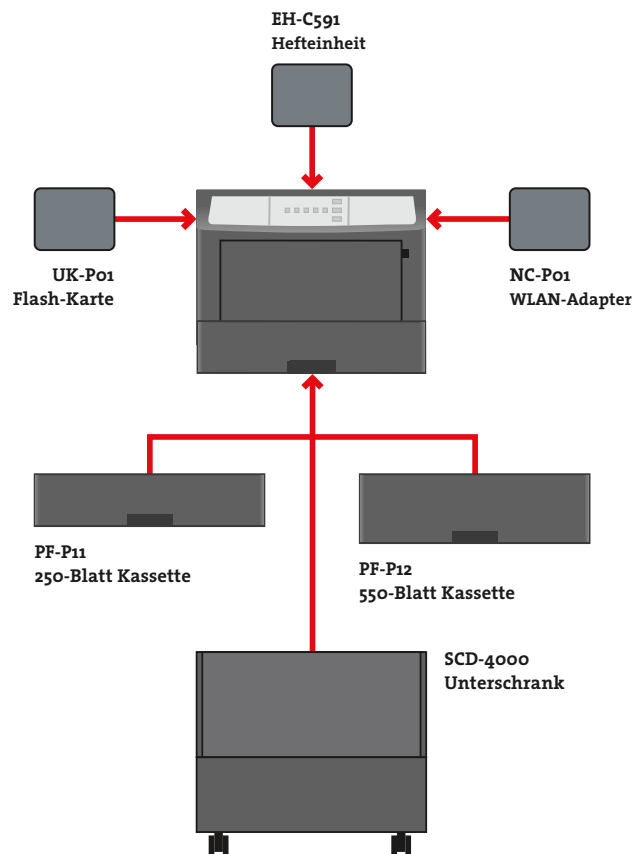 EH-C591
Hefteinheit
UK-P01
Flash-Karte
NC-P01
WLAN-Adapter
PF-P11
250-Blatt Kassette
PF-P12
550-Blatt Kassette
SCD-4000
Unterschrank